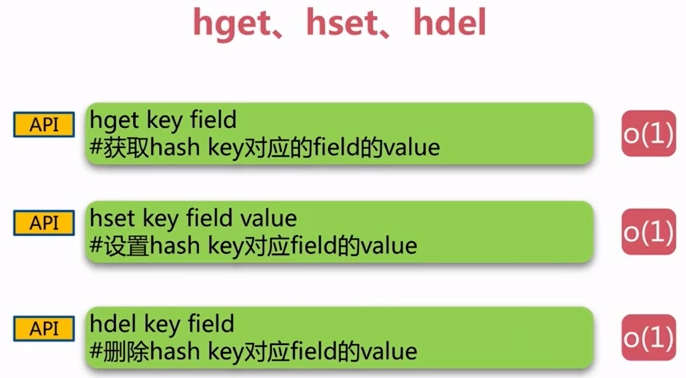 hget、hset、hdel
API
hget key field
#获取hash key对应的field的value
o(1)
API
hset key field value
#设置hash key对应field的value
o(1)
API
hdel key field
#删除hash key对应field的value
o(1)